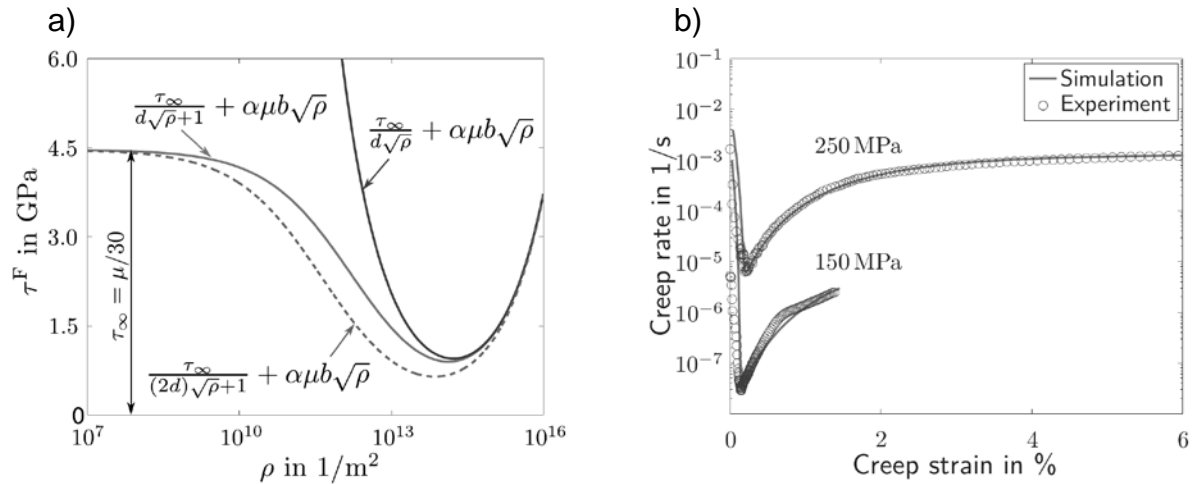 a)
6.0
4.5
3.0
1.5
0
τ^F in GPa
10^7
10^10
10^13
10^16
ρ in 1/m^2
τ∞/(d√ρ+1) + αμb√ρ
τ∞/(d√ρ) + αμb√ρ
τ∞ = μ/30
τ∞/((2d)√ρ+1) + αμb√ρ
b)
10^-1
10^-2
10^-3
10^-4
10^-5
10^-6
10^-7
Creep rate in 1/s
Simulation
Experiment
250 MPa
150 MPa
0
2
4
6
Creep strain in %